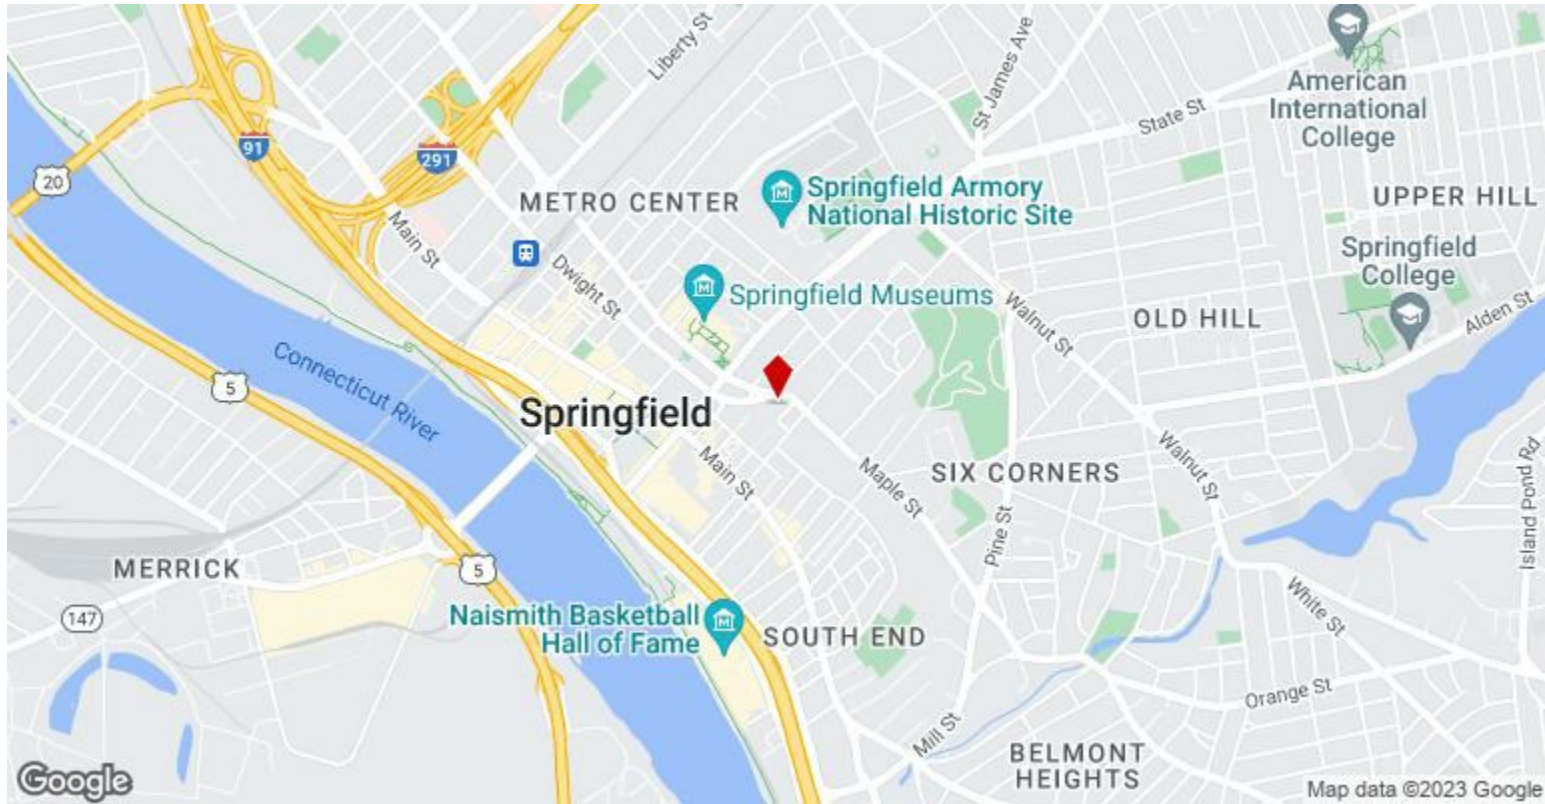 Liberty St
St James Ave
American
International
College
State St
91
291
20
METRO CENTER
Springfield Armory
National Historic Site
UPPER HILL
Main St
Springfield
College
Dwight St
Springfield Museums
Walnut St
OLD HILL
Alden St
Connecticut River
5
Springfield
Main St
Maple St
SIX CORNERS
Walnut St
Island Pond Rd
Pine St
MERRICK
5
147
Naismith Basketball
Hall of Fame
SOUTH END
White St
Orange St
Mill St
BELMONT
HEIGHTS
Google
Map data ©2023 Google